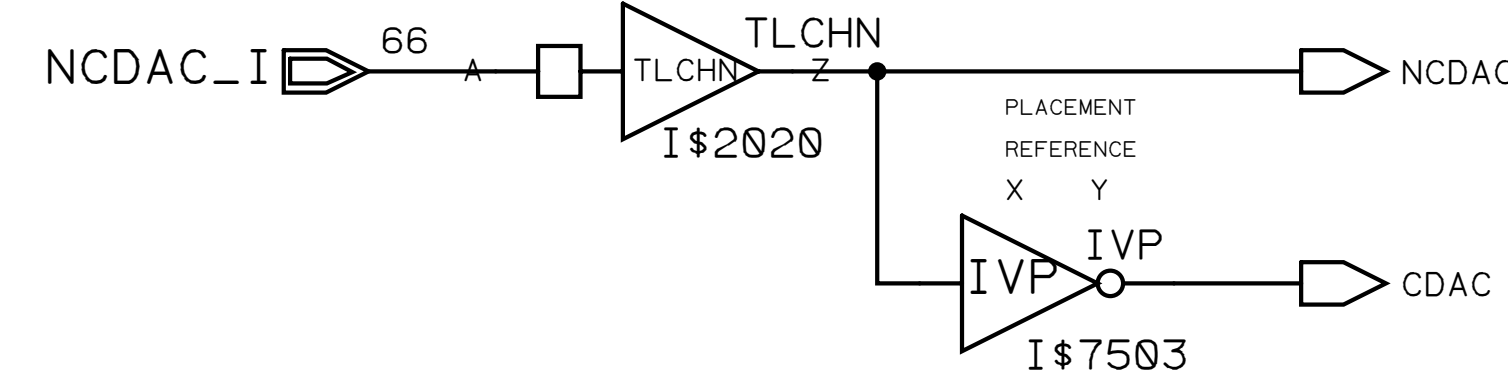 66
TLCHN
NCDAC_I
A
TLCHN
Z
NCDAC
I$2020
PLACEMENT
REFERENCE
X Y
IVP
IVP
CDAC
I$7503